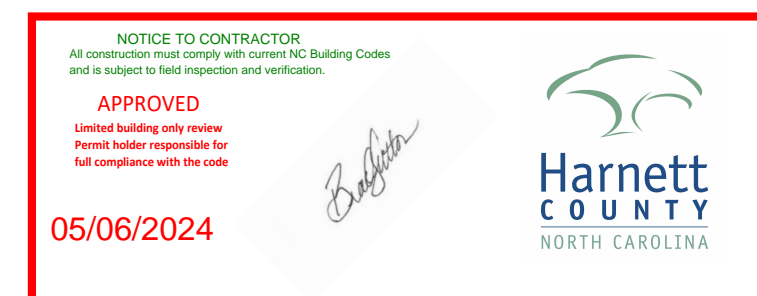 NOTICE TO CONTRACTOR
All construction must comply with current NC Building Codes
and is subject to field inspection and verification.
APPROVED
Limited building only review
Permit holder responsible for
full compliance with the code
05/06/2024
Brad Sutton
Harnett
COUNTY
NORTH CAROLINA